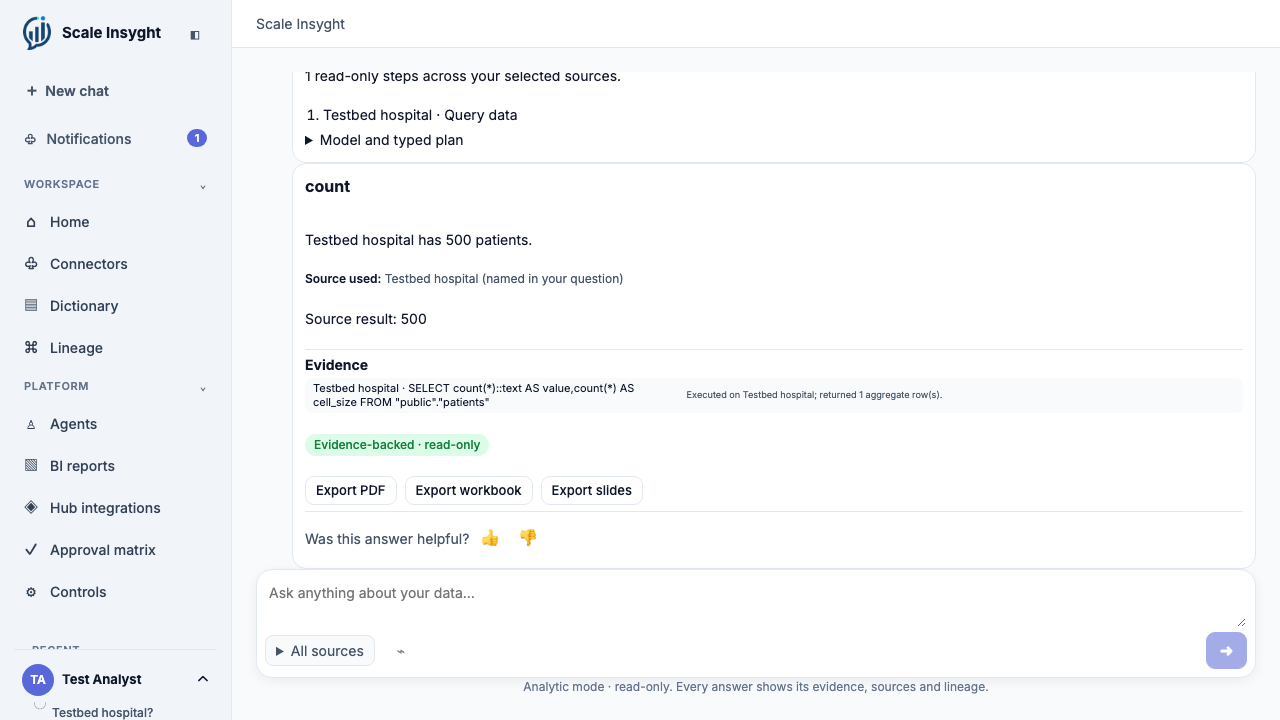 Scale Insyght
+ New chat
Notifications 1
WORKSPACE
Home
Connectors
Dictionary
Lineage
PLATFORM
Agents
BI reports
Hub integrations
Approval matrix
Controls
RECENT
TA Test Analyst
Testbed hospital?
Scale Insyght
1 read-only steps across your selected sources.
1. Testbed hospital · Query data
Model and typed plan
count
Testbed hospital has 500 patients.
Source used: Testbed hospital (named in your question)
Source result: 500
Evidence
Testbed hospital · SELECT count(*)::text AS value,count(*) AS
cell_size FROM "public"."patients"
Executed on Testbed hospital; returned 1 aggregate row(s).
Evidence-backed · read-only
Export PDF Export workbook Export slides
Was this answer helpful? 👍 👎
Ask anything about your data...
All sources
Analytic mode · read-only. Every answer shows its evidence, sources and lineage.